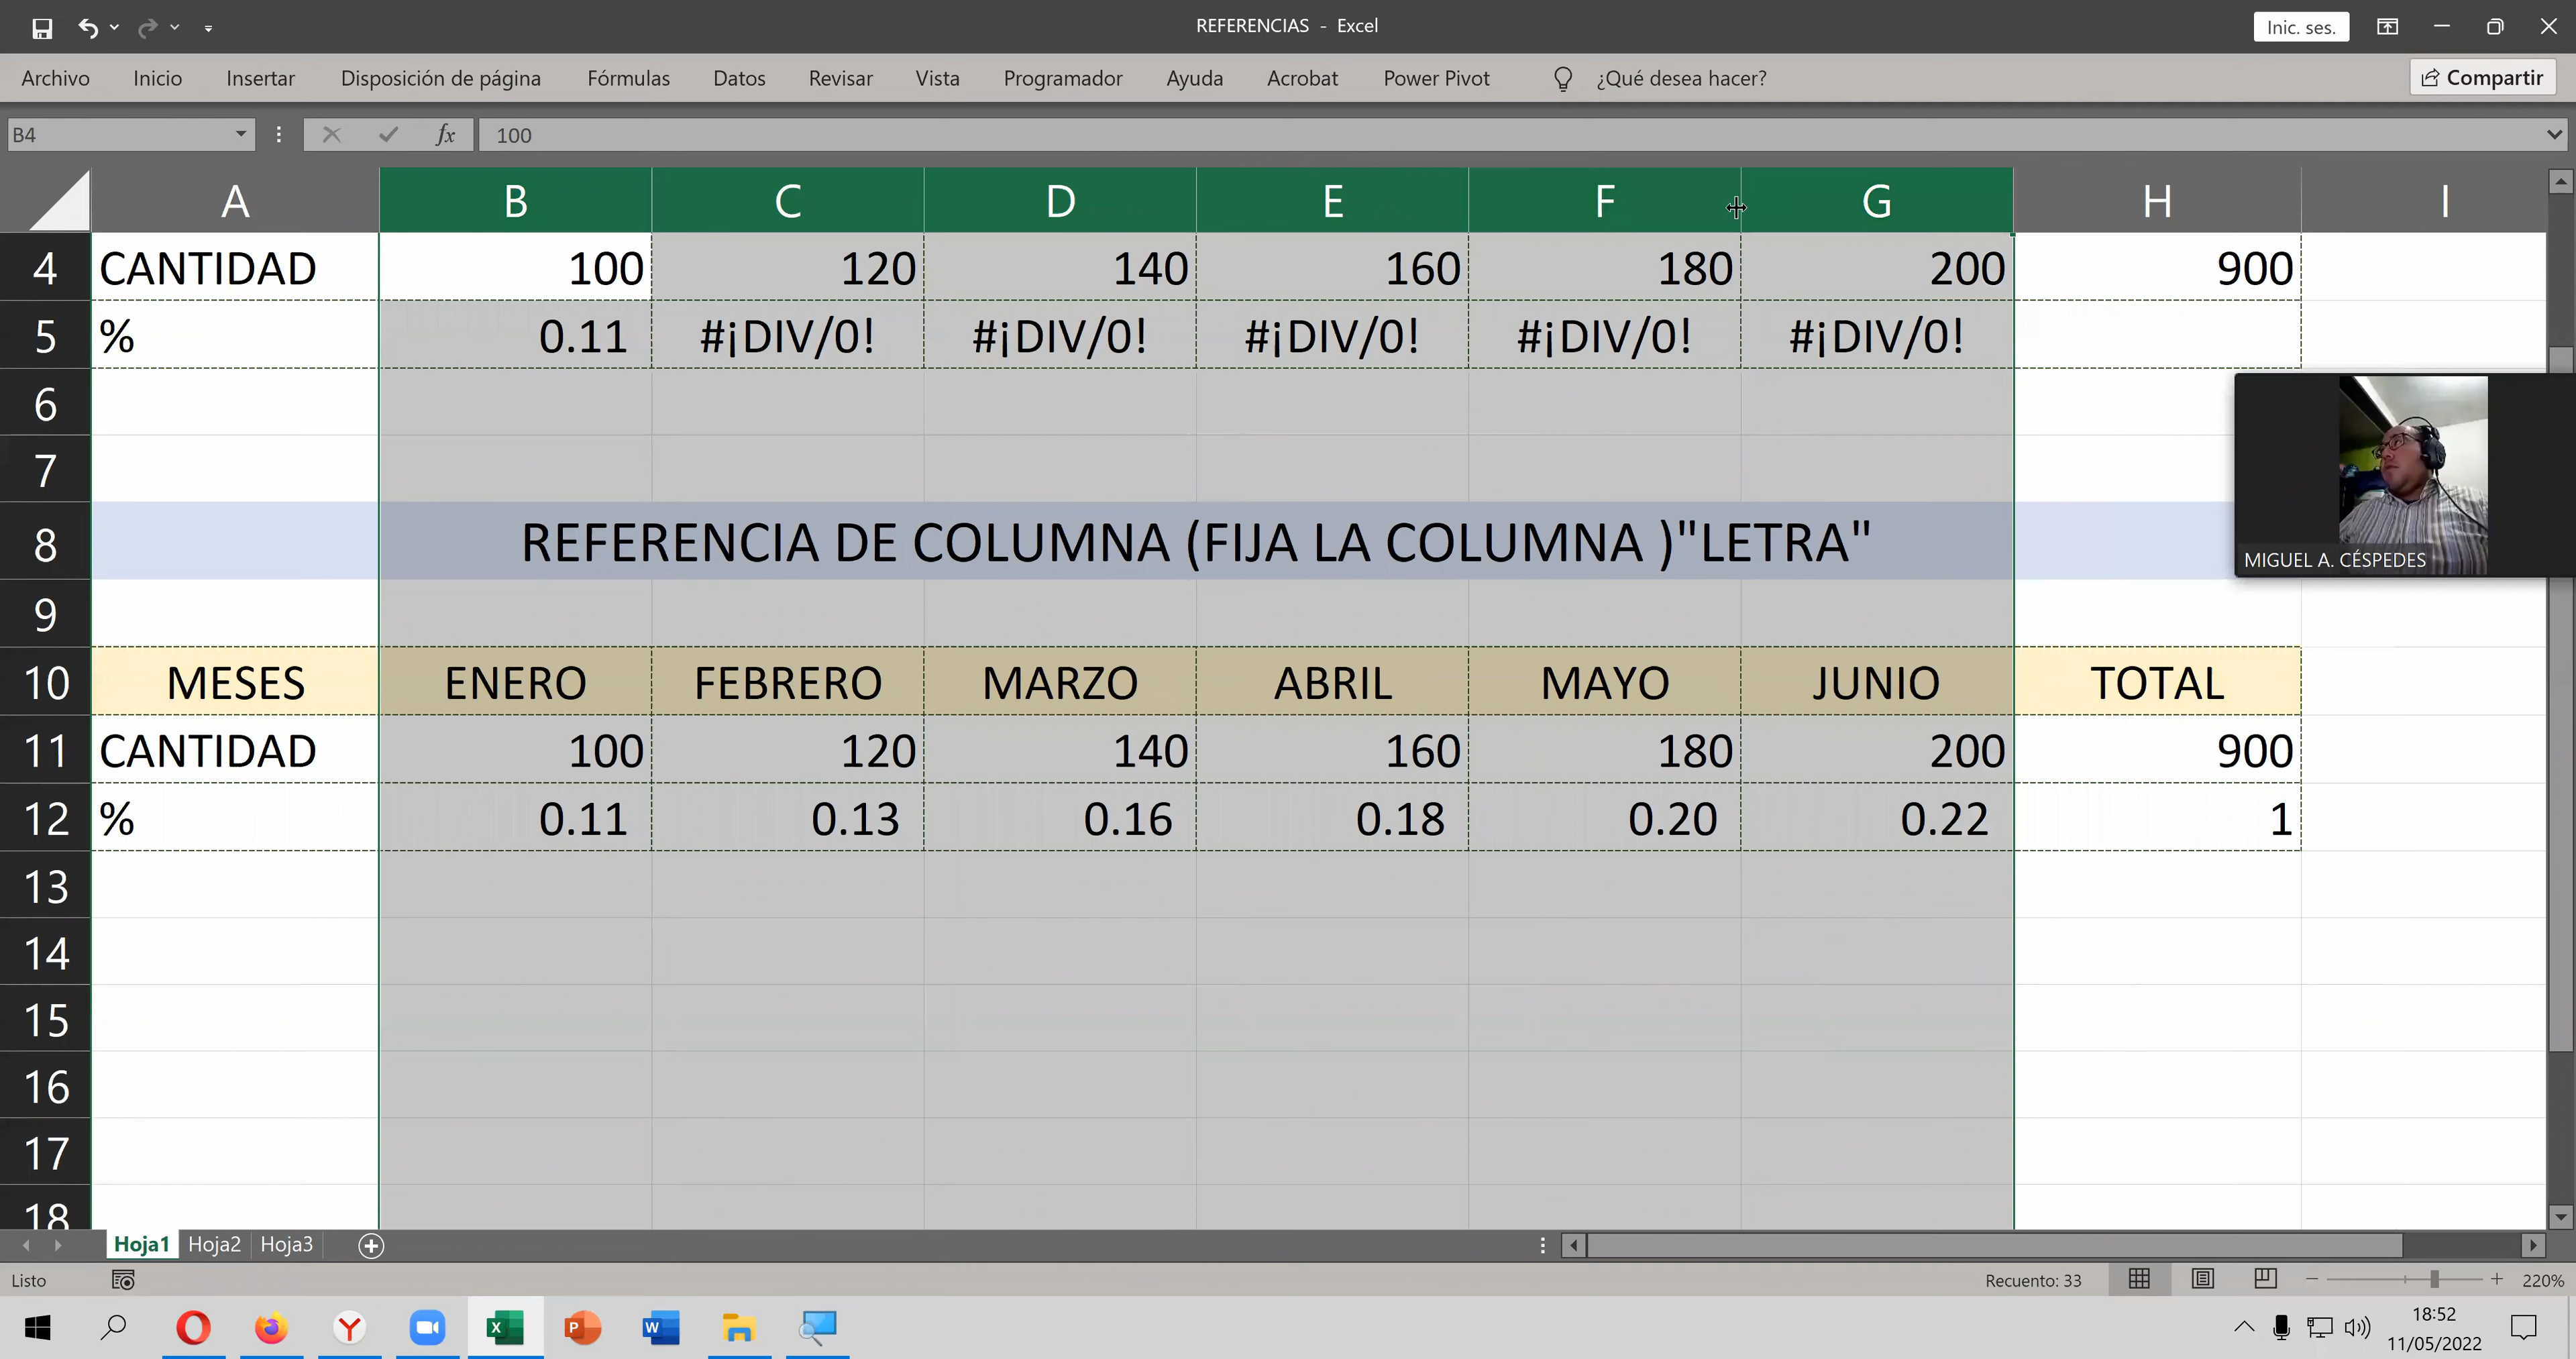 REFERENCIAS - Excel
Inic. ses.
Archivo Inicio Insertar Disposición de página Fórmulas Datos Revisar Vista Programador Ayuda Acrobat Power Pivot ¿Qué desea hacer? Compartir
B4 fx 100
A B C D E F G H I
4 CANTIDAD 100 120 140 160 180 200 900
5 % 0.11 #¡DIV/0! #¡DIV/0! #¡DIV/0! #¡DIV/0! #¡DIV/0!
6
7
8 REFERENCIA DE COLUMNA (FIJA LA COLUMNA )"LETRA"
MIGUEL A. CÉSPEDES
9
10 MESES ENERO FEBRERO MARZO ABRIL MAYO JUNIO TOTAL
11 CANTIDAD 100 120 140 160 180 200 900
12 % 0.11 0.13 0.16 0.18 0.20 0.22 1
13
14
15
16
17
18
Hoja1 Hoja2 Hoja3
Listo Recuento: 33 220%
18:52
11/05/2022